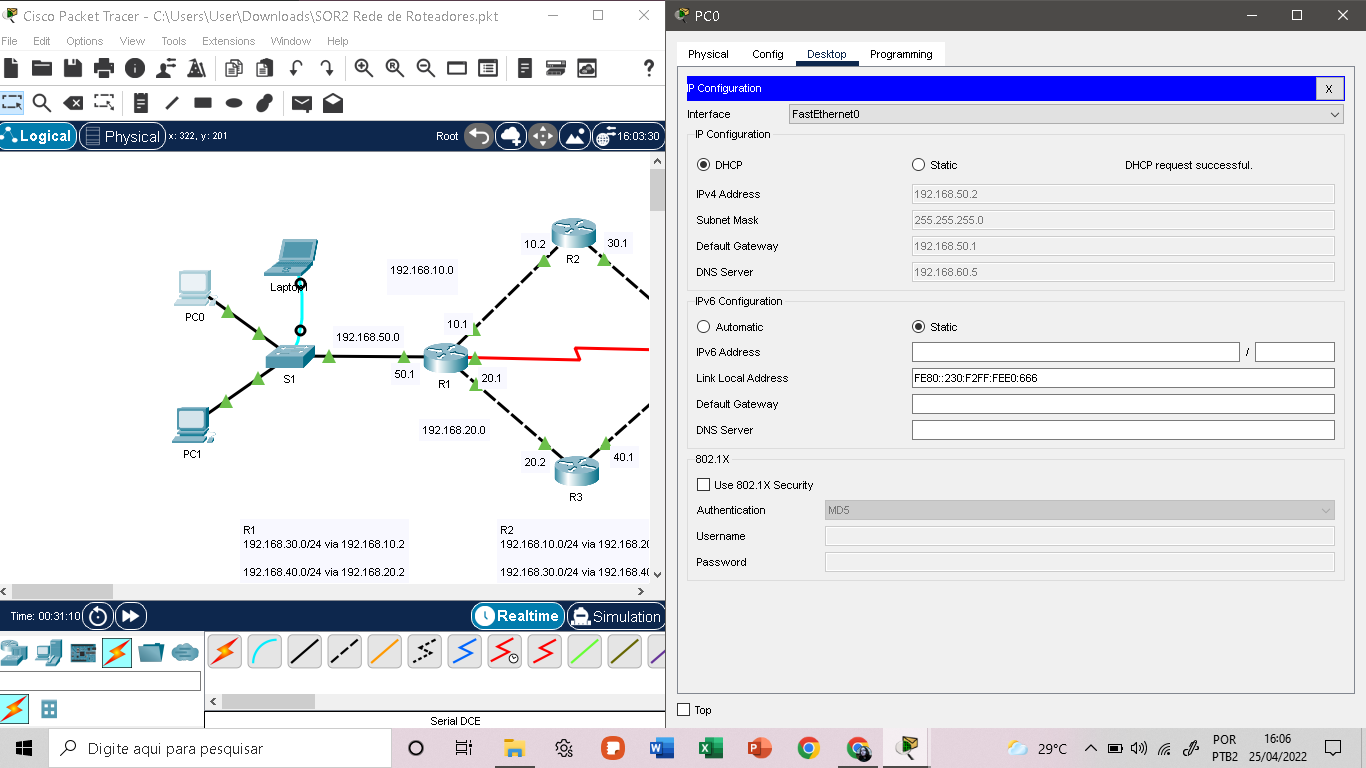 Cisco Packet Tracer - C:\Users\User\Downloads\SOR2 Rede de Roteadores.pkt
File Edit Options View Tools Extensions Window Help
Logical Physical x: 322, y: 201 Root 16:03:30
10.2 30.1
R2
192.168.10.0
Laptop1
PC0
10.1
192.168.50.0
S1
50.1 R1 20.1
192.168.20.0
PC1
20.2 40.1
R3
R1
192.168.30.0/24 via 192.168.10.2
192.168.40.0/24 via 192.168.20.2
R2
192.168.10.0/24 via 192.168.20
192.168.30.0/24 via 192.168.40
Time: 00:31:10 Realtime Simulation
Serial DCE
PC0
Physical Config Desktop Programming
IP Configuration X
Interface FastEthernet0
IP Configuration
DHCP Static DHCP request successful.
IPv4 Address 192.168.50.2
Subnet Mask 255.255.255.0
Default Gateway 192.168.50.1
DNS Server 192.168.60.5
IPv6 Configuration
Automatic Static
IPv6 Address /
Link Local Address FE80::230:F2FF:FEE0:666
Default Gateway
DNS Server
802.1X
Use 802.1X Security
Authentication MD5
Username
Password
Top
Digite aqui para pesquisar 29°C POR 16:06
PTB2 25/04/2022